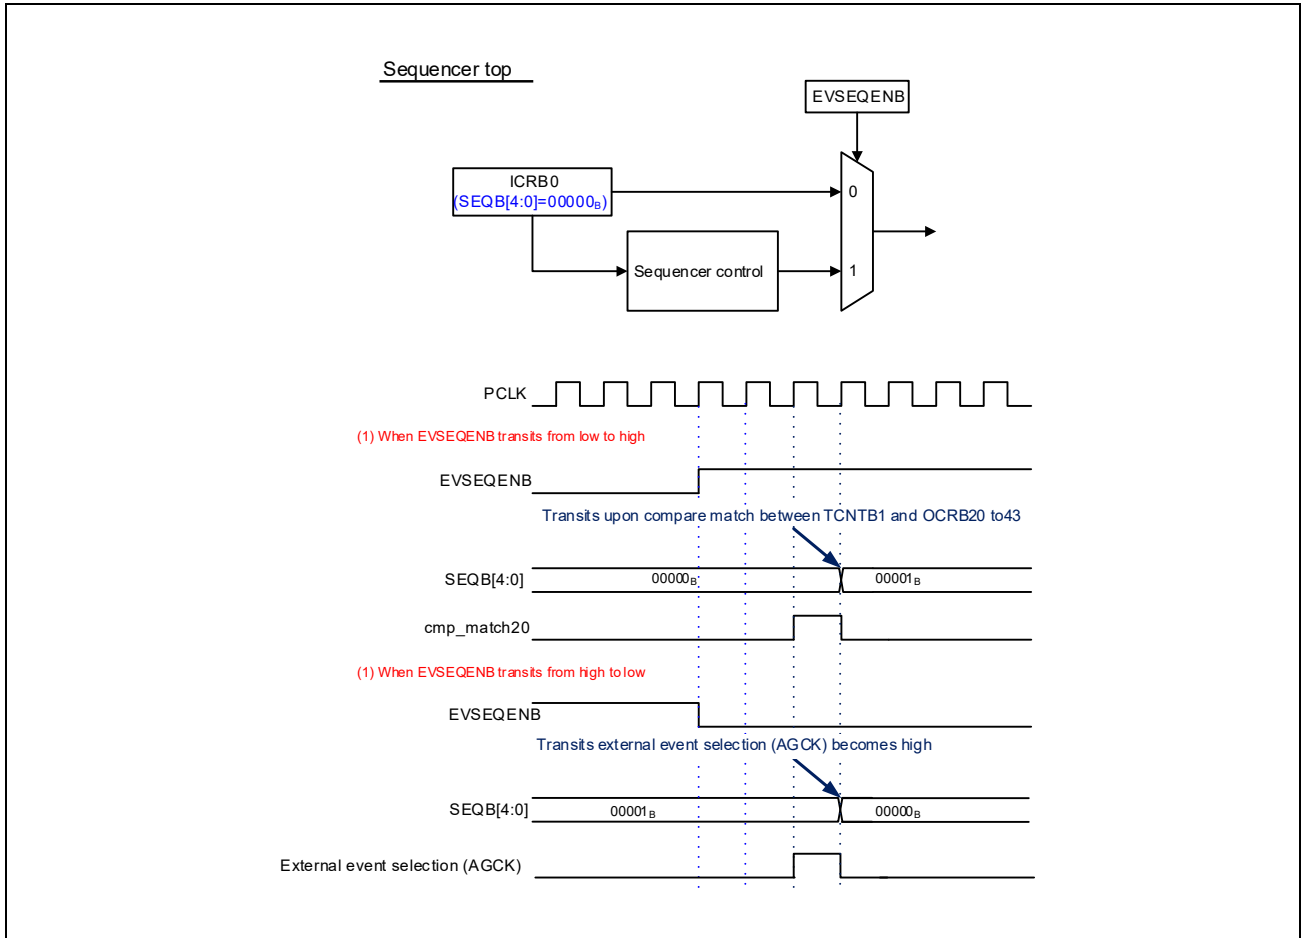 Sequencer top
EVSEQENB
ICRB0
(SEQB[4:0]=00000B)
0
Sequencer control
1
PCLK
(1) When EVSEQENB transits from low to high
EVSEQENB
Transits upon compare match between TCNTB1 and OCRB20 to43
SEQB[4:0]
00000B
00001B
cmp_match20
(1) When EVSEQENB transits from high to low
EVSEQENB
Transits external event selection (AGCK) becomes high
SEQB[4:0]
00001B
00000B
External event selection (AGCK)